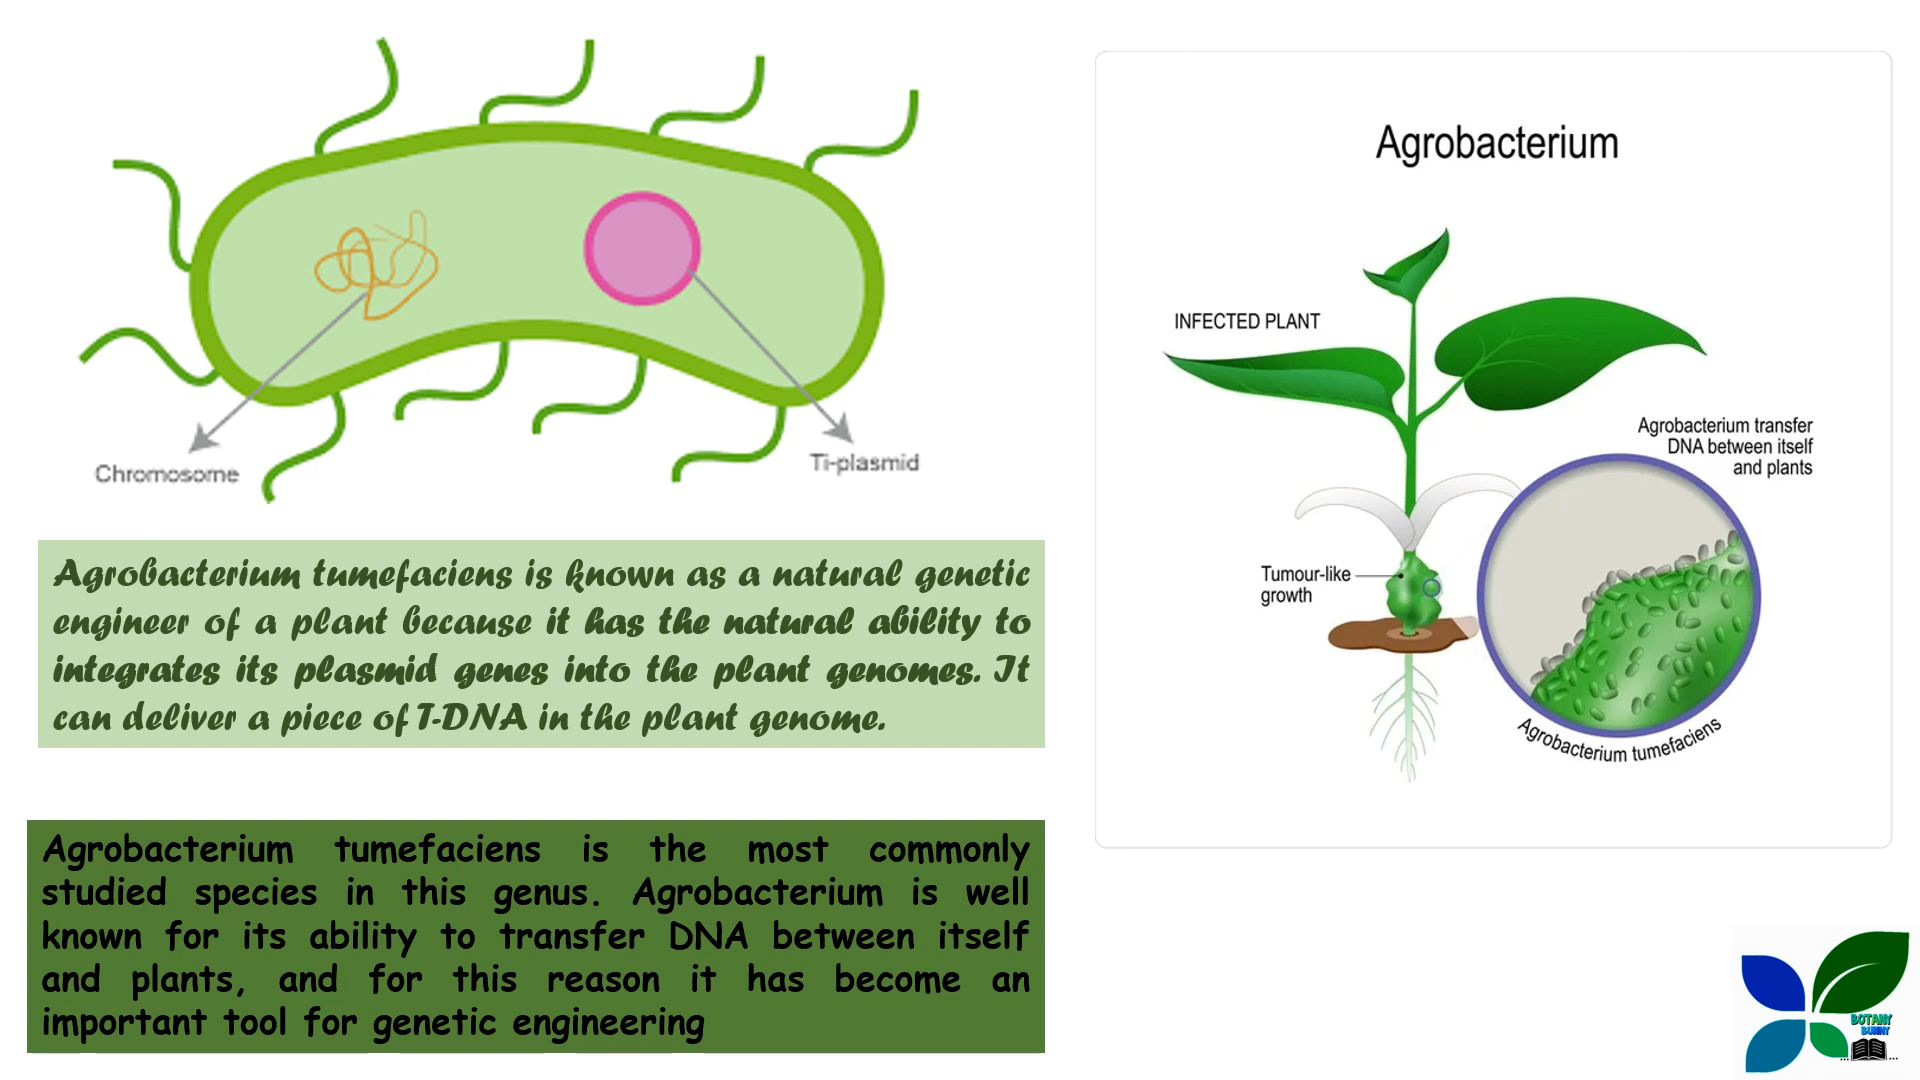 Chromosome
Ti-plasmid
Agrobacterium tumefaciens is known as a natural genetic
engineer of a plant because it has the natural ability to
integrates its plasmid genes into the plant genomes. It
can deliver a piece of T-DNA in the plant genome.
Agrobacterium tumefaciens is the most commonly
studied species in this genus. Agrobacterium is well
known for its ability to transfer DNA between itself
and plants, and for this reason it has become an
important tool for genetic engineering
Agrobacterium
INFECTED PLANT
Agrobacterium transfer
DNA between itself
and plants
Tumour-like
growth
Agrobacterium tumefaciens
BOTANY
BUNNY